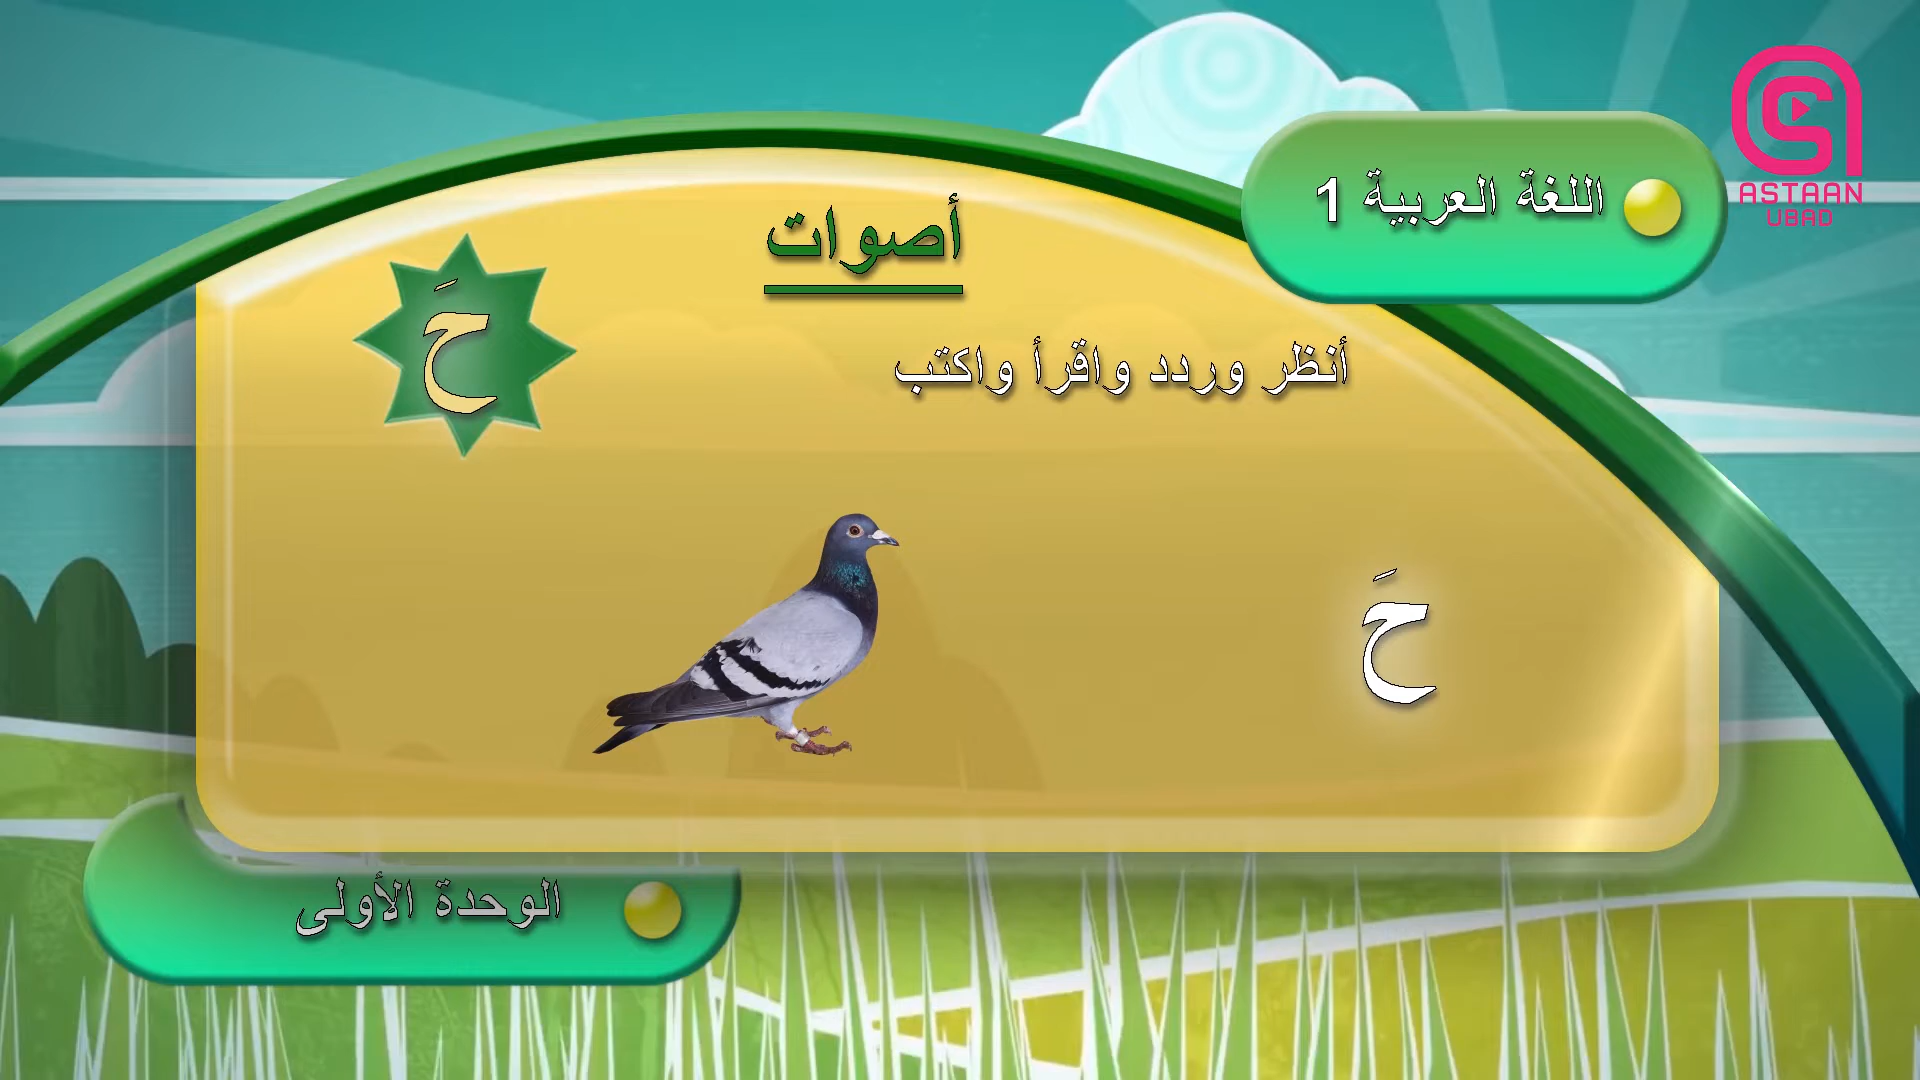 ASTAAN
UBAD
اللغة العربية 1
أصوات
حَ
أنظر وردد واقرأ واكتب
حَ
الوحدة الأولى